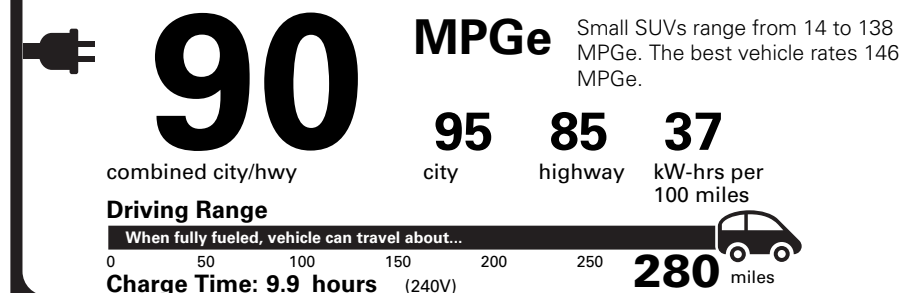 90
MPGe
Small SUVs range from 14 to 138
MPGe. The best vehicle rates 146
MPGe.
95 85 37
combined city/hwy city highway kW-hrs per
100 miles
Driving Range
When fully fueled, vehicle can travel about...
0 50 100 150 200 250 280 miles
Charge Time: 9.9 hours (240V)